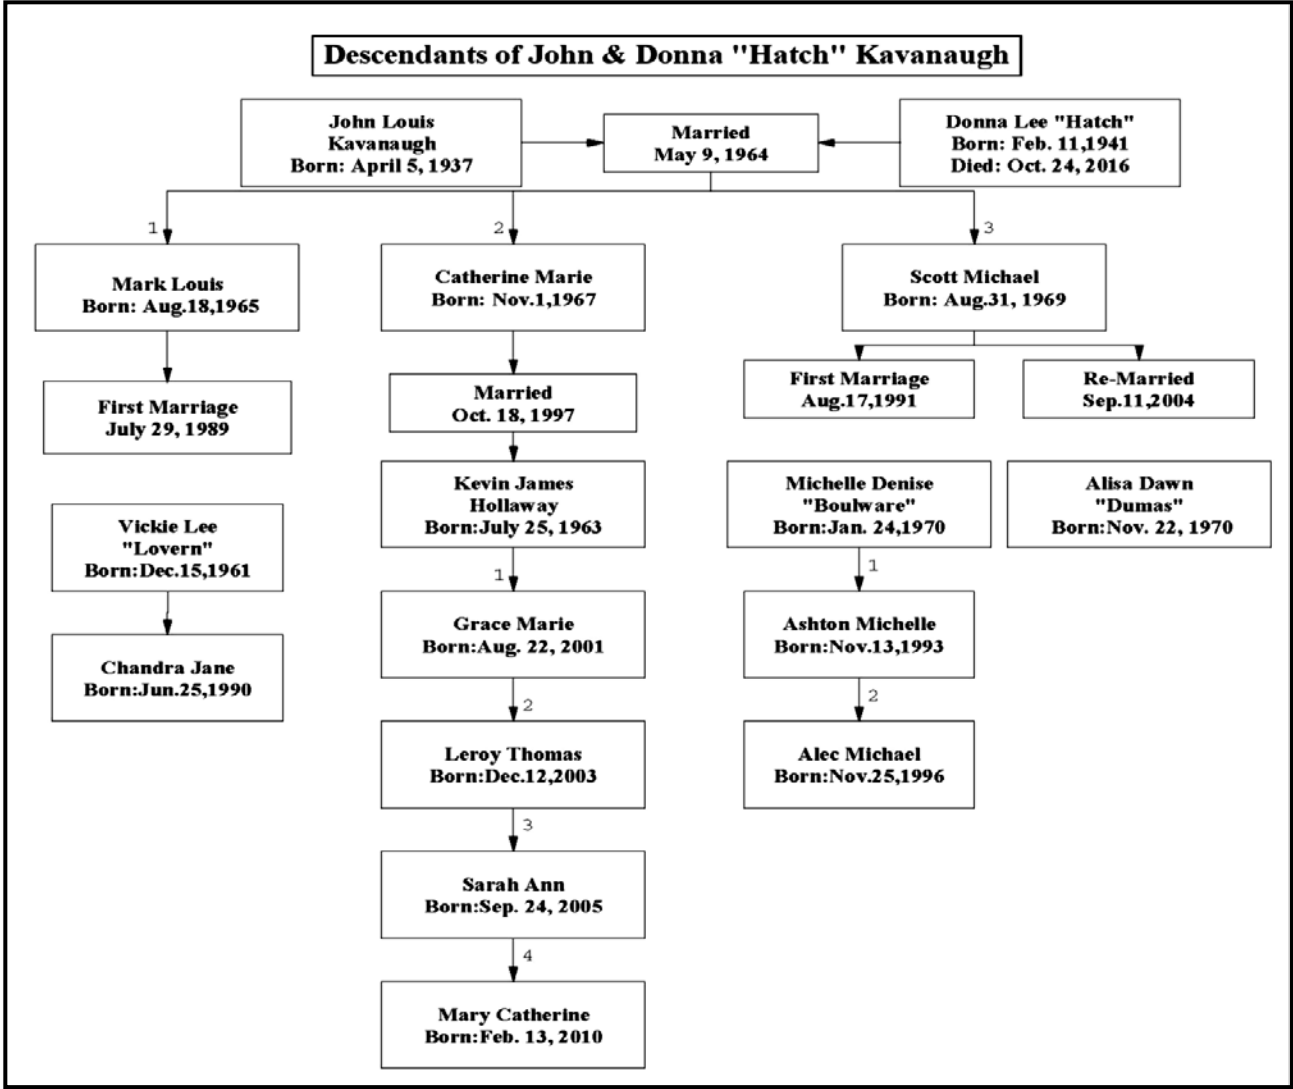 Descendants of John & Donna "Hatch" Kavanaugh
John Louis
Kavanaugh
Born: April 5, 1937
Married
May 9, 1964
Donna Lee "Hatch"
Born: Feb. 11,1941
Died: Oct. 24, 2016
1
2
3
Mark Louis
Born: Aug.18,1965
Catherine Marie
Born: Nov.1,1967
Scott Michael
Born: Aug.31, 1969
First Marriage
July 29, 1989
Married
Oct. 18, 1997
First Marriage
Aug.17,1991
Re-Married
Sep.11,2004
Vickie Lee
"Lovern"
Born:Dec.15,1961
Kevin James
Hollaway
Born:July 25, 1963
Michelle Denise
"Boulware"
Born:Jan. 24,1970
Alisa Dawn
"Dumas"
Born:Nov. 22, 1970
1
1
Chandra Jane
Born:Jun.25,1990
Grace Marie
Born:Aug. 22, 2001
Ashton Michelle
Born:Nov.13,1993
2
2
Leroy Thomas
Born:Dec.12,2003
Alec Michael
Born:Nov.25,1996
3
Sarah Ann
Born:Sep. 24, 2005
4
Mary Catherine
Born:Feb. 13, 2010